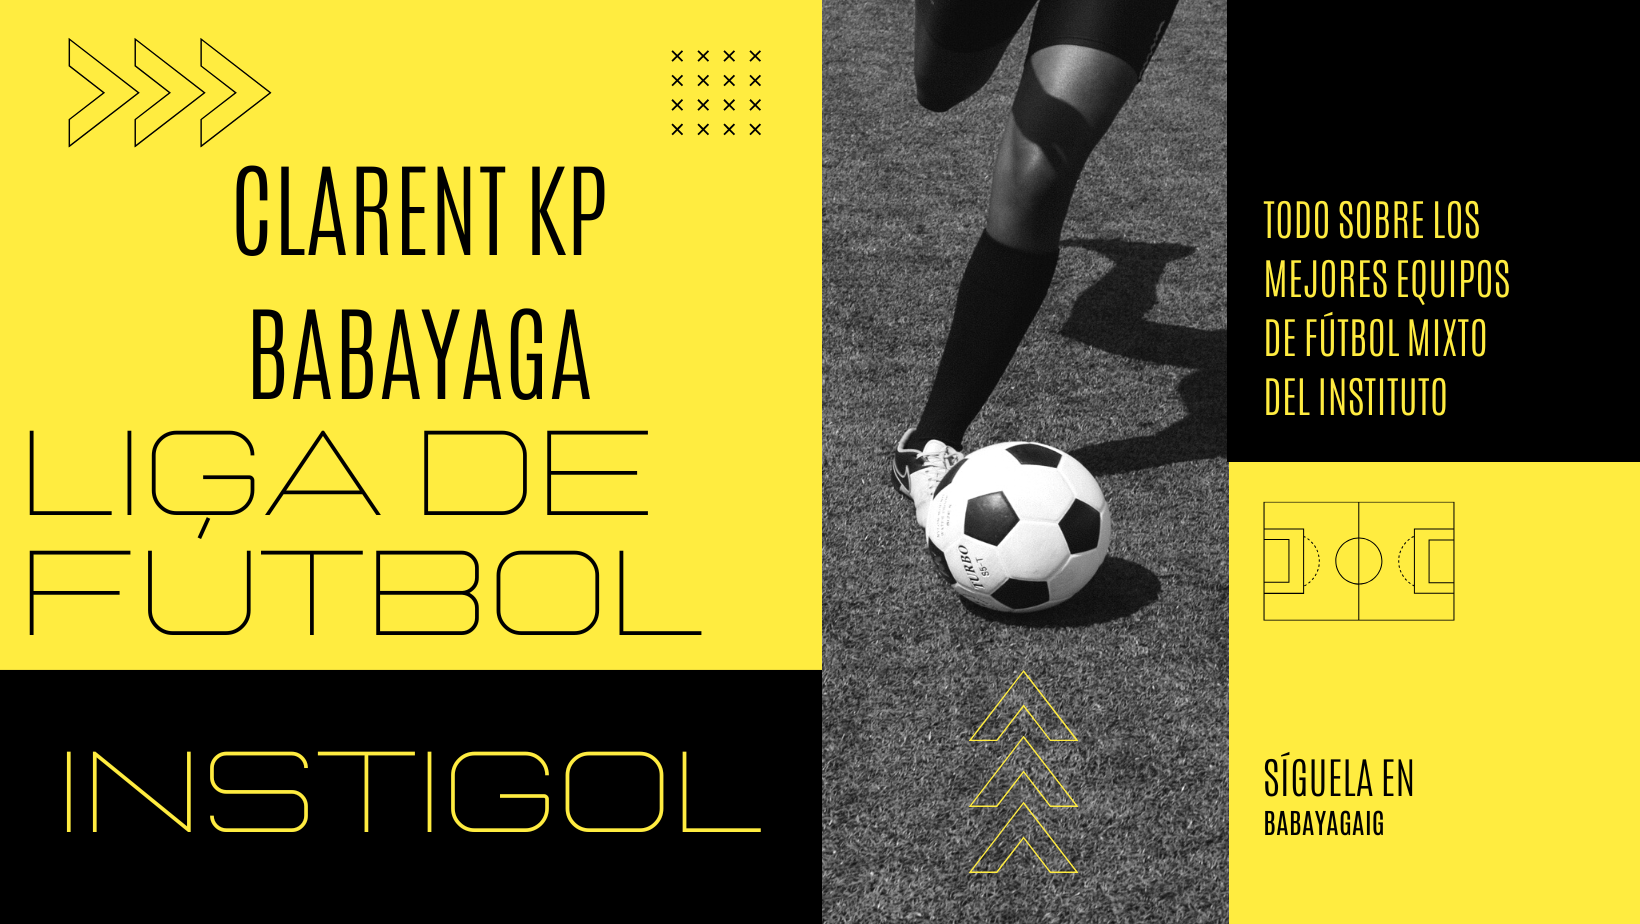 CLARENT KP
BABAYAGA
LIGA DE
FÚTBOL
INSTIGOL
TURBO
S5-T
TODO SOBRE LOS
MEJORES EQUIPOS
DE FÚTBOL MIXTO
DEL INSTITUTO
SÍGUELA EN
BABAYAGAIG